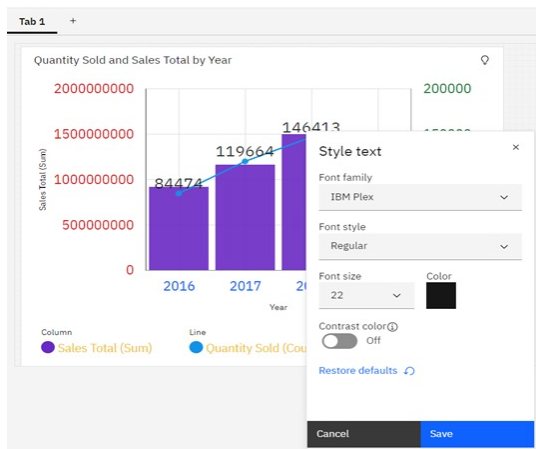 Tab 1 +
Quantity Sold and Sales Total by Year
2000000000
200000
146413
1500000000
119664
Style text
Font family
84474
1000000000
IBM Plex
Sales Total (Sum)
Font style
500000000
Regular
0
Font size
Color
2016
2017
22
Year
Contrast color
Column
Line
Off
Sales Total (Sum)
Quantity Sold (Cou
Restore defaults
Cancel
Save